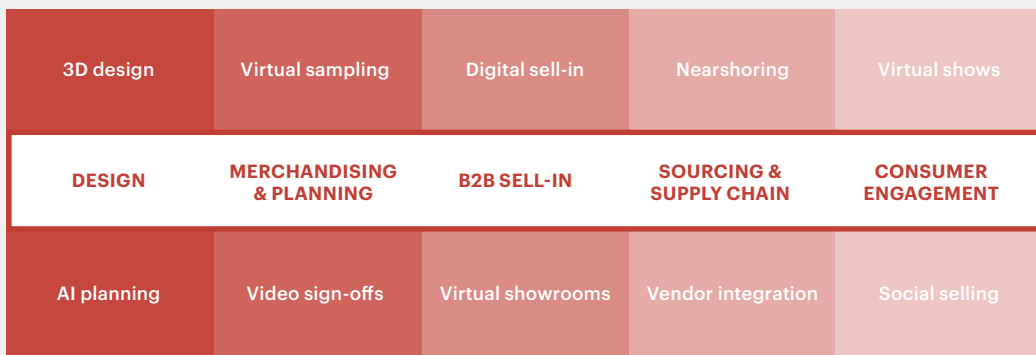 3D design
Virtual sampling
Digital sell-in
Nearshoring
Virtual shows
DESIGN
MERCHANDISING
& PLANNING
B2B SELL-IN
SOURCING &
SUPPLY CHAIN
CONSUMER
ENGAGEMENT
AI planning
Video sign-offs
Virtual showrooms
Vendor integration
Social selling